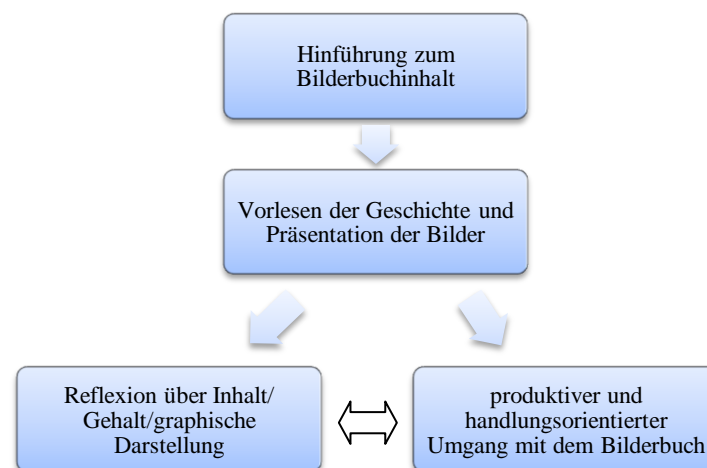 Hinführung zum
Bilderbuchinhalt
Vorlesen der Geschichte und
Präsentation der Bilder
Reflexion über Inhalt/
Gehalt/graphische
Darstellung
produktiver und
handlungsorientierter
Umgang mit dem Bilderbuch